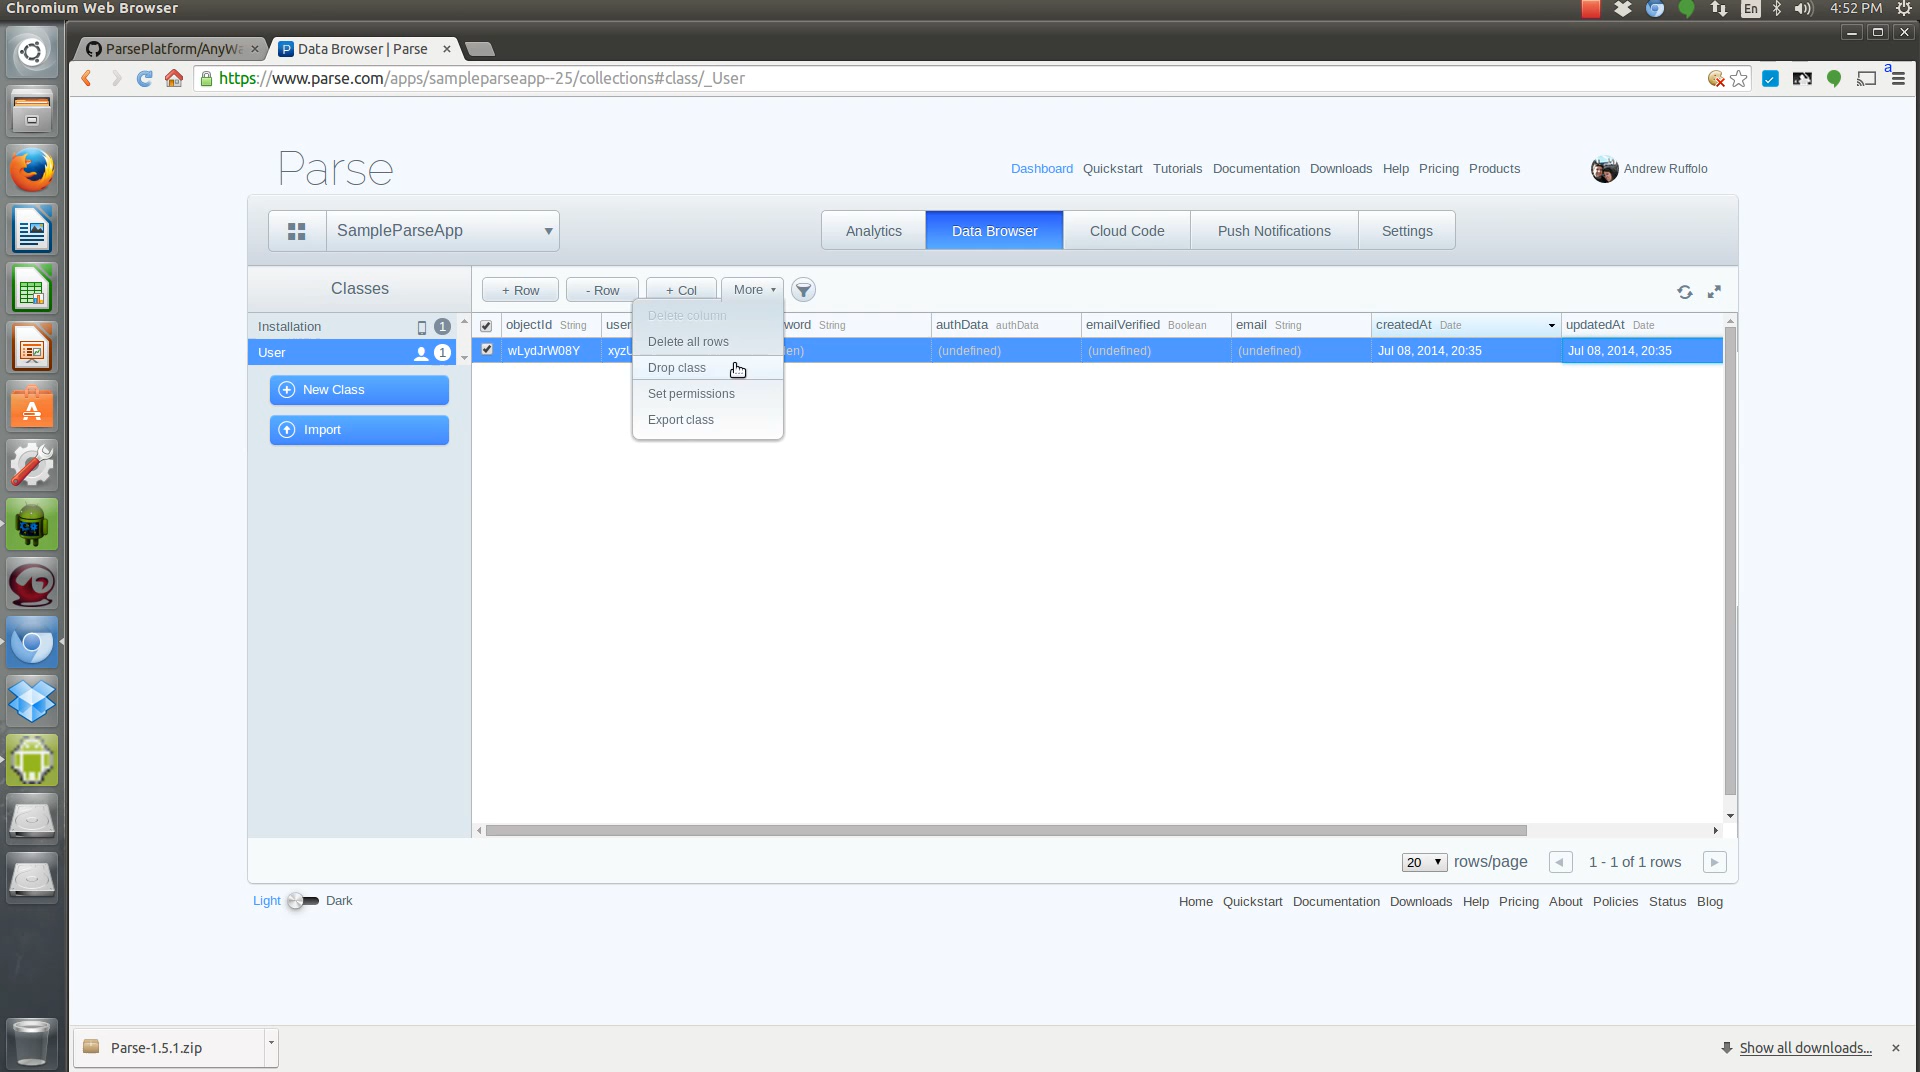 Chromium Web Browser
En
4:52 PM
ParsePlatform/AnyWa
Data Browser | Parse
https://www.parse.com/apps/sampleparseapp--25/collections#class/_User
a
Parse
Dashboard Quickstart Tutorials Documentation Downloads Help Pricing Products
Andrew Ruffolo
SampleParseApp
Analytics Data Browser Cloud Code Push Notifications Settings
Classes
+ Row - Row + Col More
Installation 1
User 1
New Class
Import
objectId String user word String authData authData emailVerified Boolean email String createdAt Date updatedAt Date
wLydJrW08Y (undefined) (undefined) (undefined) Jul 08, 2014, 20:35 Jul 08, 2014, 20:35
Delete column
Delete all rows
Drop class
Set permissions
Export class
20 rows/page 1 - 1 of 1 rows
Light Dark
Home Quickstart Documentation Downloads Help Pricing About Policies Status Blog
Parse-1.5.1.zip
Show all downloads...